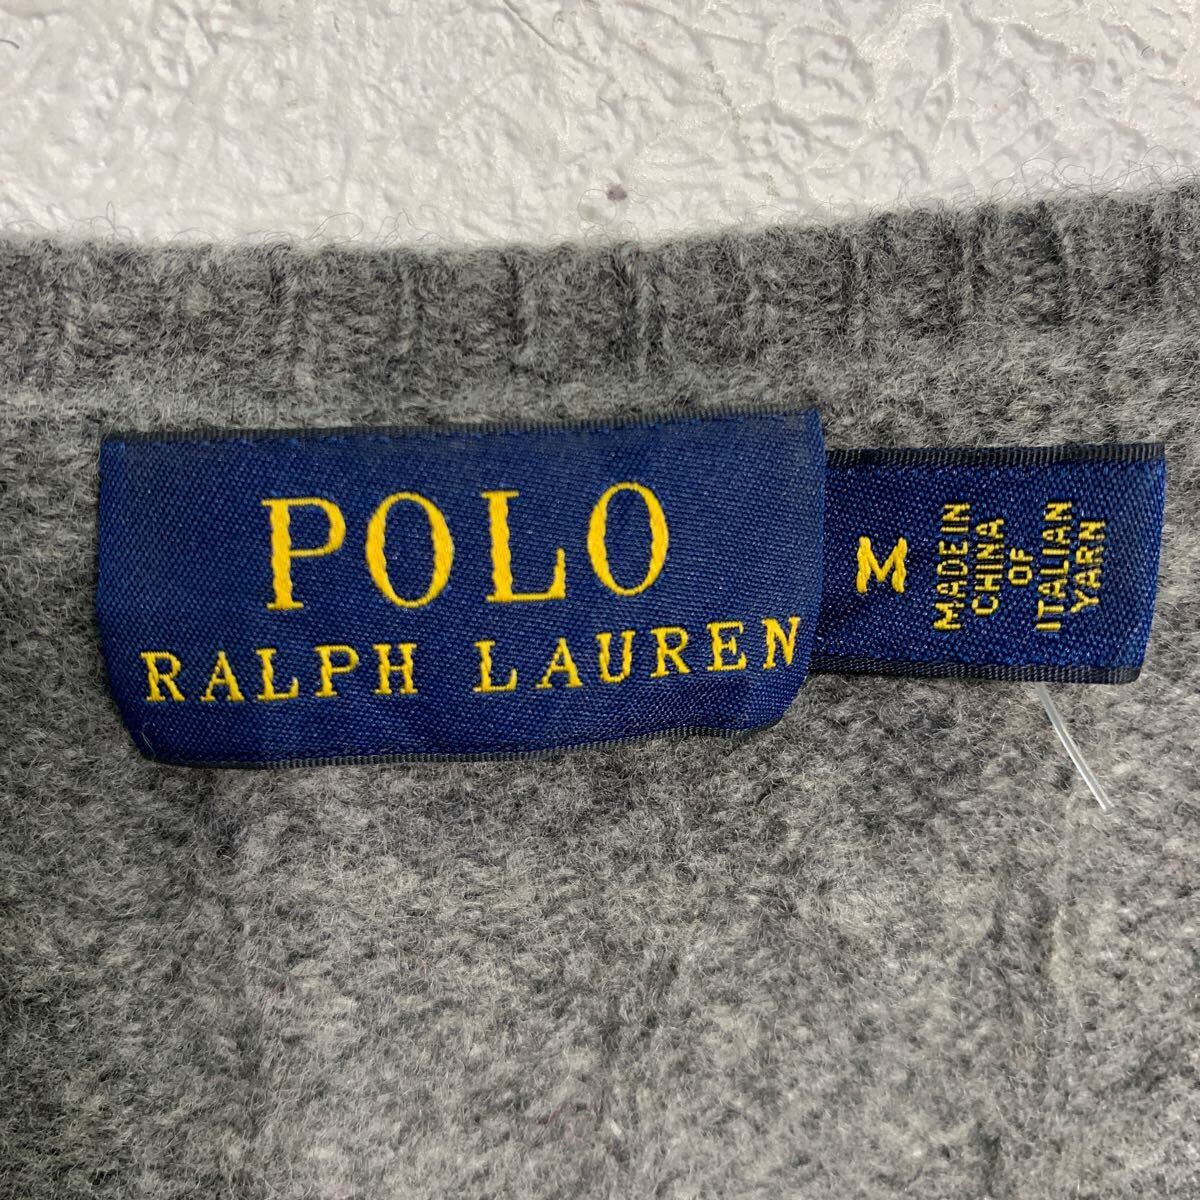 POLO
RALPH LAUREN
M
MADE IN
CHINA
OF
ITALIAN
YARN